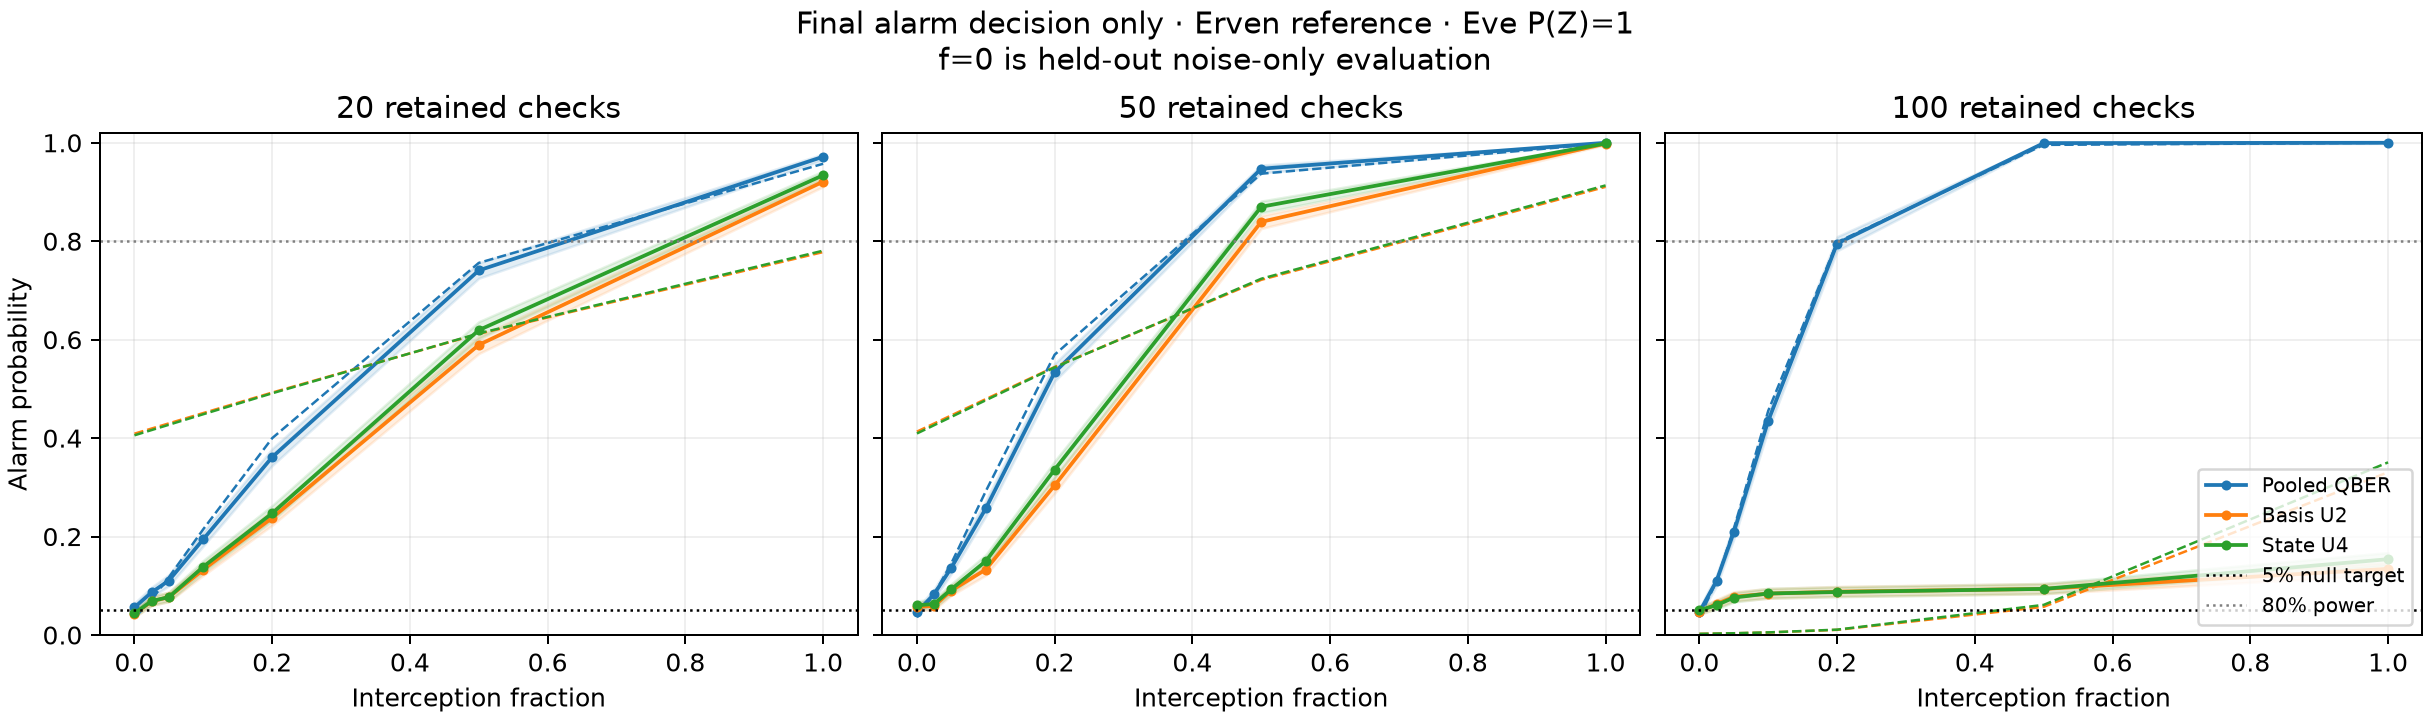 Final alarm decision only · Erven reference · Eve P(Z)=1
f=0 is held-out noise-only evaluation
20 retained checks
50 retained checks
100 retained checks
Alarm probability
1.0
0.8
0.6
0.4
0.2
0.0
0.0 0.2 0.4 0.6 0.8 1.0
0.0 0.2 0.4 0.6 0.8 1.0
0.0 0.2 0.4 0.6 0.8 1.0
Interception fraction
Interception fraction
Interception fraction
Pooled QBER
Basis U2
State U4
5% null target
80% power